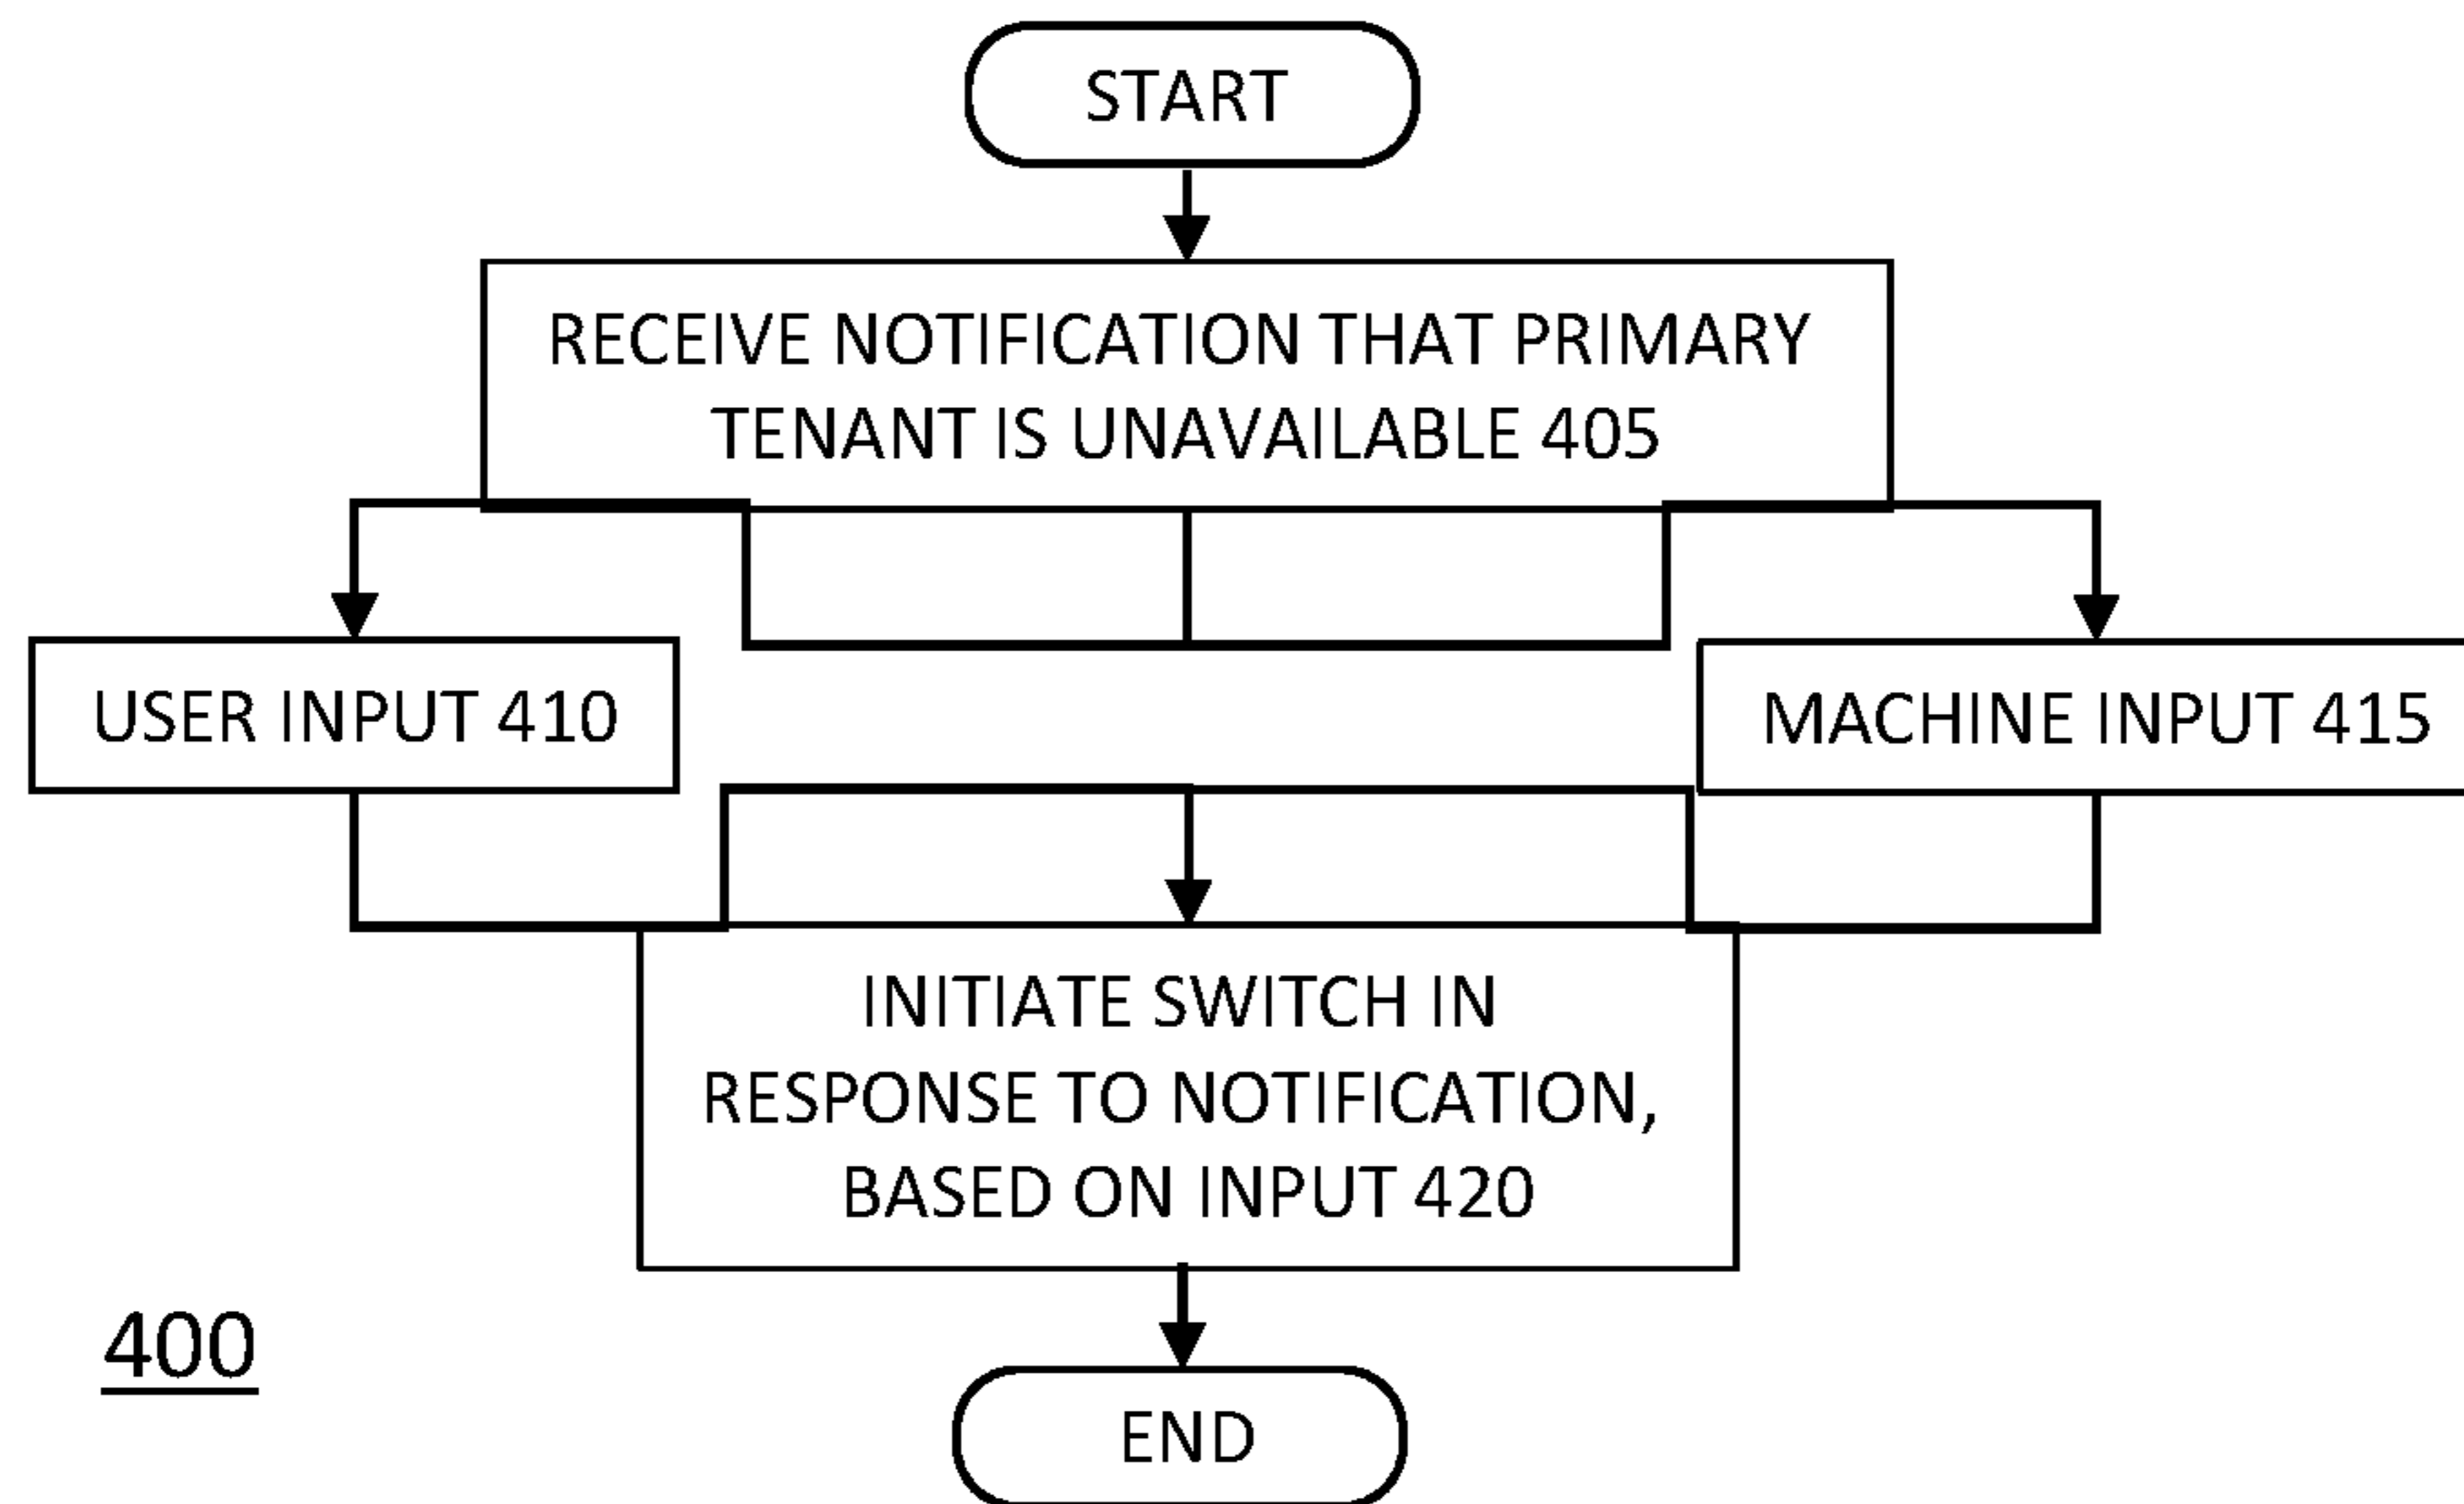 START
RECEIVE NOTIFICATION THAT PRIMARY
TENANT IS UNAVAILABLE 405
USER INPUT 410
MACHINE INPUT 415
INITIATE SWITCH IN
RESPONSE TO NOTIFICATION,
BASED ON INPUT 420
400
END